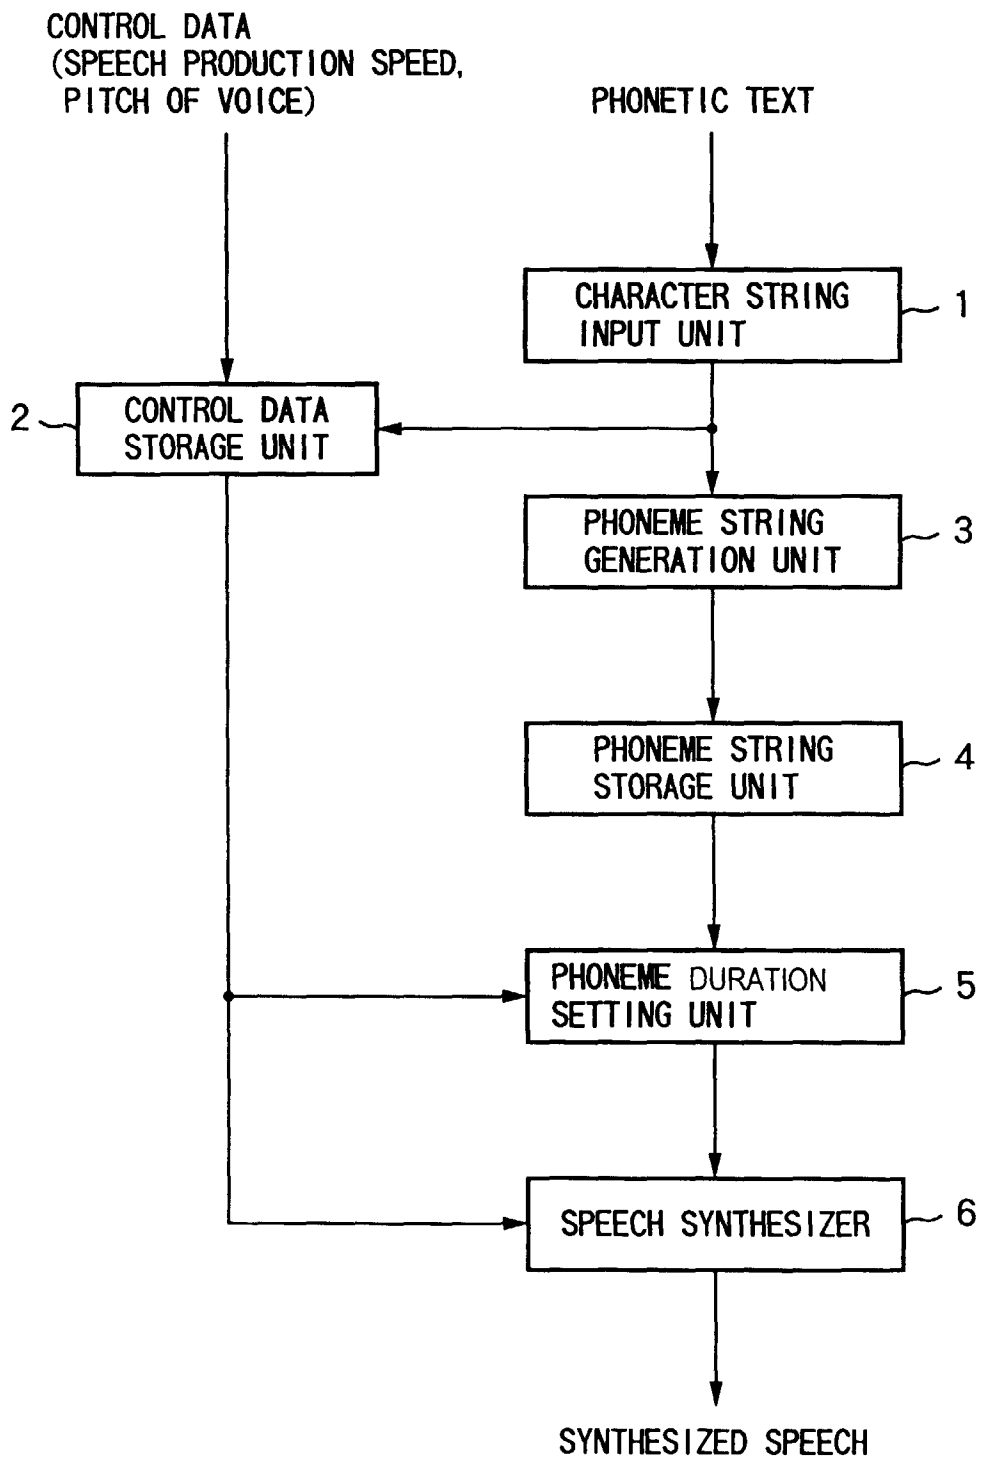 CONTROL DATA
(SPEECH PRODUCTION SPEED,
PITCH OF VOICE)
PHONETIC TEXT
CHARACTER STRING
INPUT UNIT
1
2
CONTROL DATA
STORAGE UNIT
PHONEME STRING
GENERATION UNIT
3
PHONEME STRING
STORAGE UNIT
4
PHONEME DURATION
SETTING UNIT
5
SPEECH SYNTHESIZER
6
SYNTHESIZED SPEECH